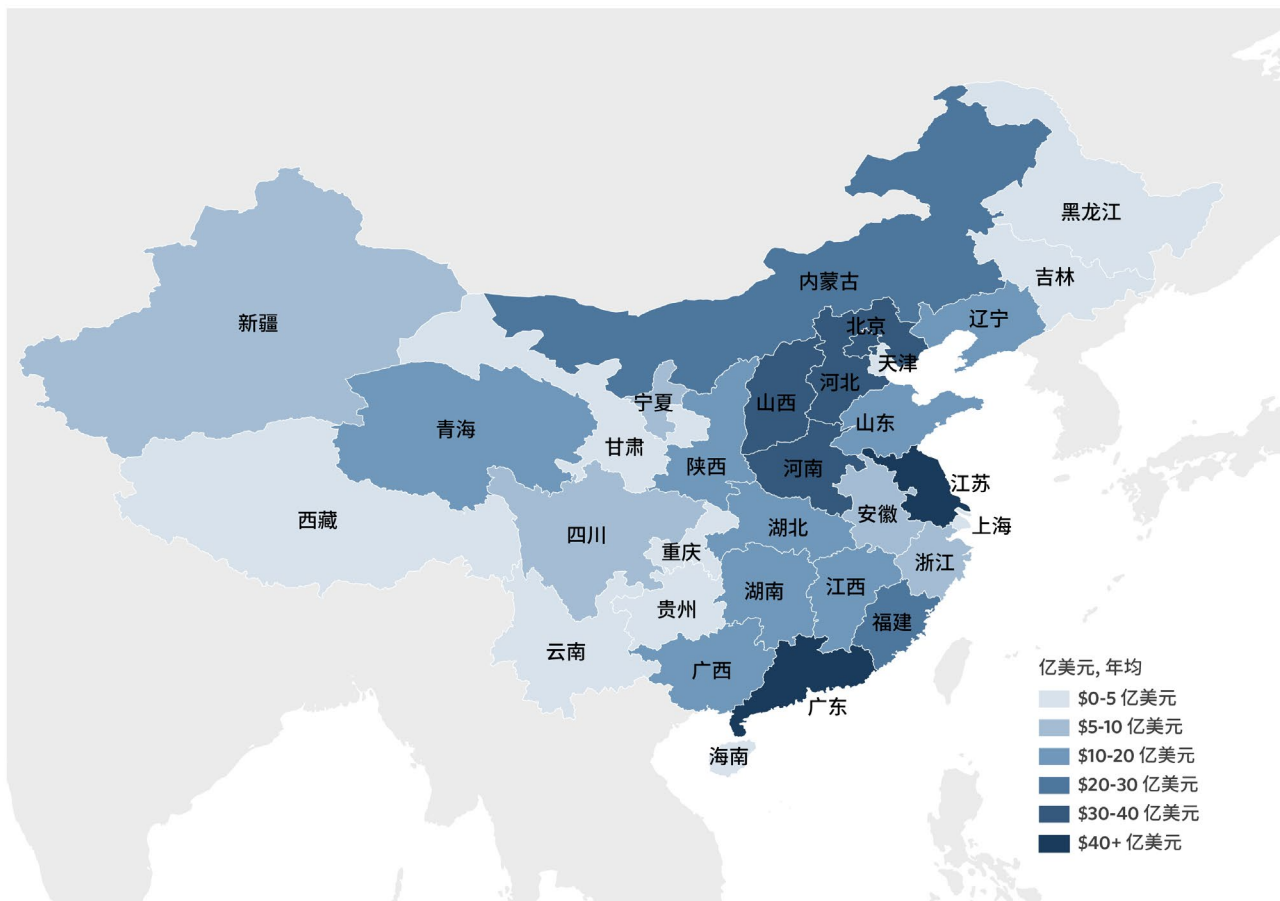 黑龙江
吉林
内蒙古
辽宁
新疆
北京
天津
河北
宁夏
山西
山东
青海
甘肃
陕西
河南
江苏
西藏
安徽
上海
四川
湖北
重庆
浙江
湖南
江西
贵州
福建
云南
广西
广东
海南
亿美元, 年均
$0-5 亿美元
$5-10 亿美元
$10-20 亿美元
$20-30 亿美元
$30-40 亿美元
$40+ 亿美元